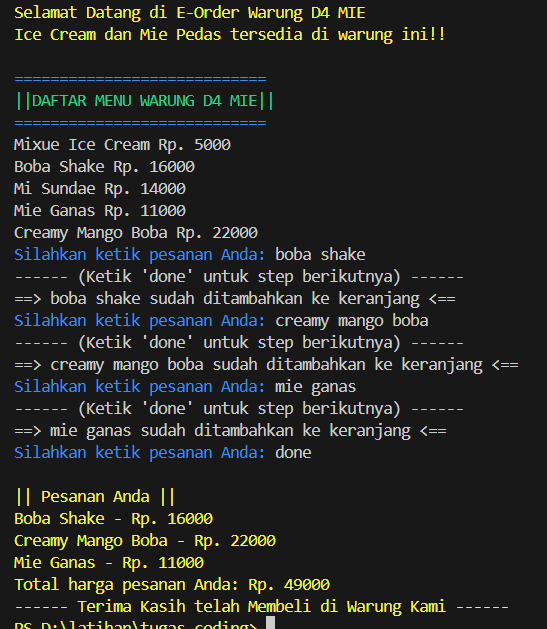 Selamat Datang di E-Order Warung D4 MIE
Ice Cream dan Mie Pedas tersedia di warung ini!!
============================
||DAFTAR MENU WARUNG D4 MIE||
============================
Mixue Ice Cream Rp. 5000
Boba Shake Rp. 16000
Mi Sundae Rp. 14000
Mie Ganas Rp. 11000
Creamy Mango Boba Rp. 22000
Silahkan ketik pesanan Anda: boba shake
------ (Ketik 'done' untuk step berikutnya) ------
==> boba shake sudah ditambahkan ke keranjang <==
Silahkan ketik pesanan Anda: creamy mango boba
------ (Ketik 'done' untuk step berikutnya) ------
==> creamy mango boba sudah ditambahkan ke keranjang <==
Silahkan ketik pesanan Anda: mie ganas
------ (Ketik 'done' untuk step berikutnya) ------
==> mie ganas sudah ditambahkan ke keranjang <==
Silahkan ketik pesanan Anda: done
|| Pesanan Anda ||
Boba Shake - Rp. 16000
Creamy Mango Boba - Rp. 22000
Mie Ganas - Rp. 11000
Total harga pesanan Anda: Rp. 49000
------ Terima Kasih telah Membeli di Warung Kami ------
PS D:\latihan\tugas coding>